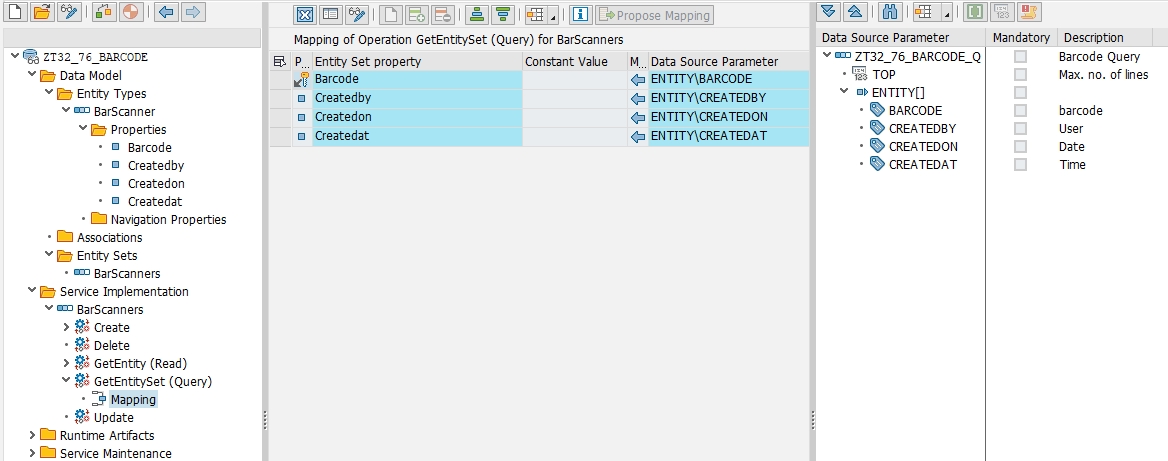 ZT32_76_BARCODE
Data Model
Entity Types
BarScanner
Properties
Barcode
Createdby
Createdon
Createdat
Navigation Properties
Associations
Entity Sets
BarScanners
Service Implementation
BarScanners
Create
Delete
GetEntity (Read)
GetEntitySet (Query)
Mapping
Update
Runtime Artifacts
Service Maintenance
Propose Mapping
Mapping of Operation GetEntitySet (Query) for BarScanners
P... Entity Set property Constant Value M... Data Source Parameter
Barcode ENTITY\BARCODE
Createdby ENTITY\CREATEDBY
Createdon ENTITY\CREATEDON
Createdat ENTITY\CREATEDAT
Data Source Parameter Mandatory Description
ZT32_76_BARCODE_Q Barcode Query
TOP Max. no. of lines
ENTITY[]
BARCODE barcode
CREATEDBY User
CREATEDON Date
CREATEDAT Time